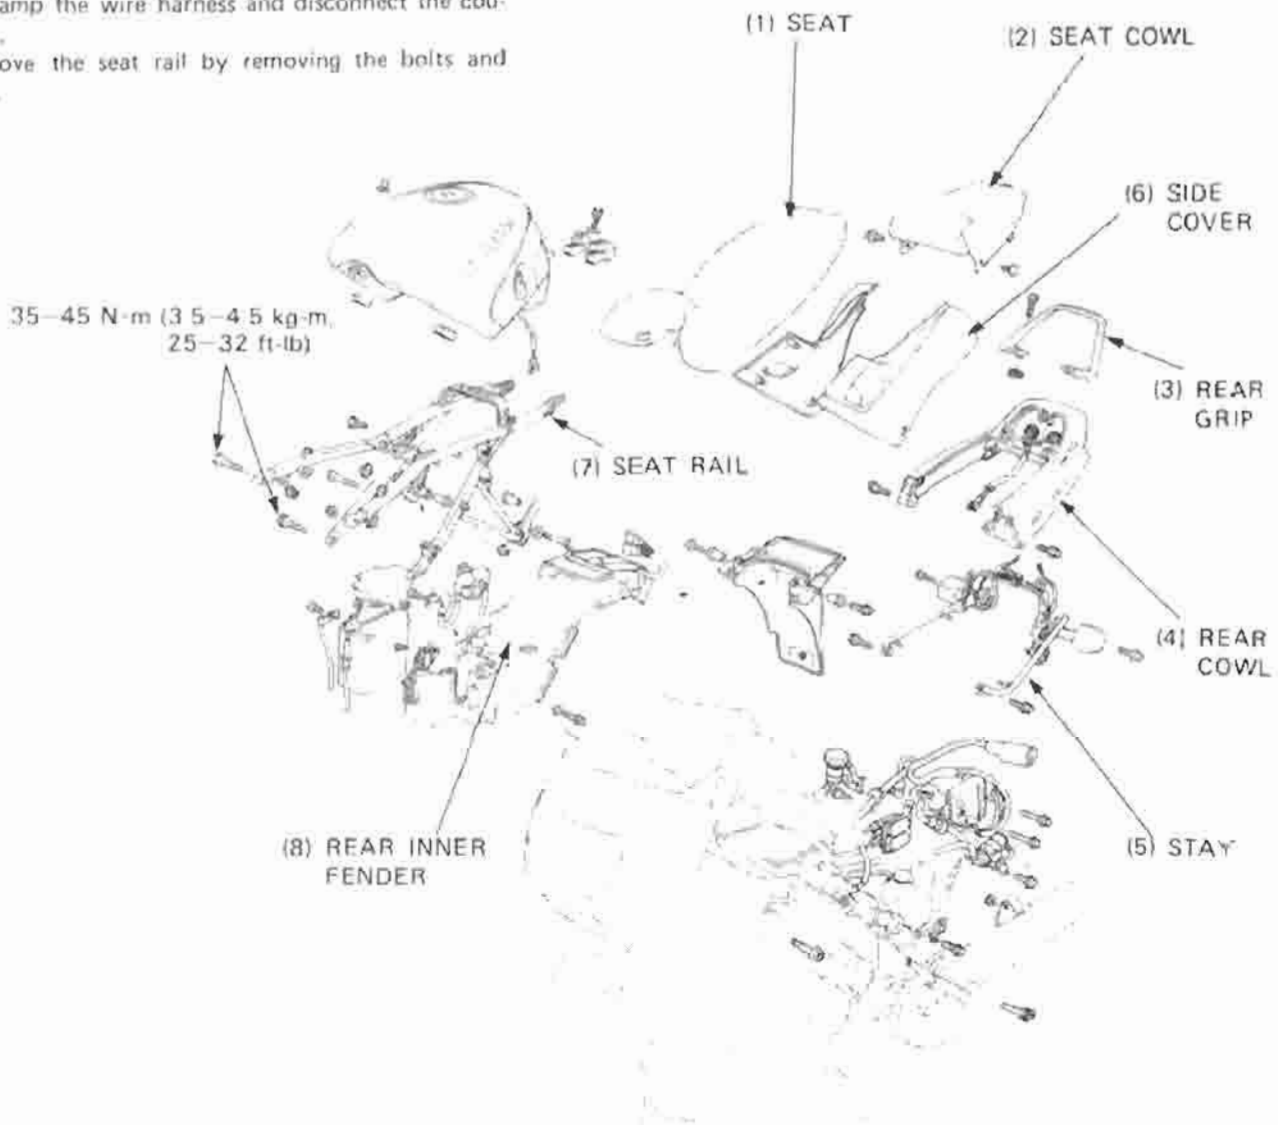 amp the wire harness and disconnect the cou-
ove the seat rail by removing the bolts and
(1) SEAT
(2) SEAT COWL
(6) SIDE
COVER
35–45 N·m (3 5–4 5 kg-m,
25–32 ft-lb)
(3) REAR
GRIP
(7) SEAT RAIL
(4) REAR
COWL
(8) REAR INNER
FENDER
(5) STAY